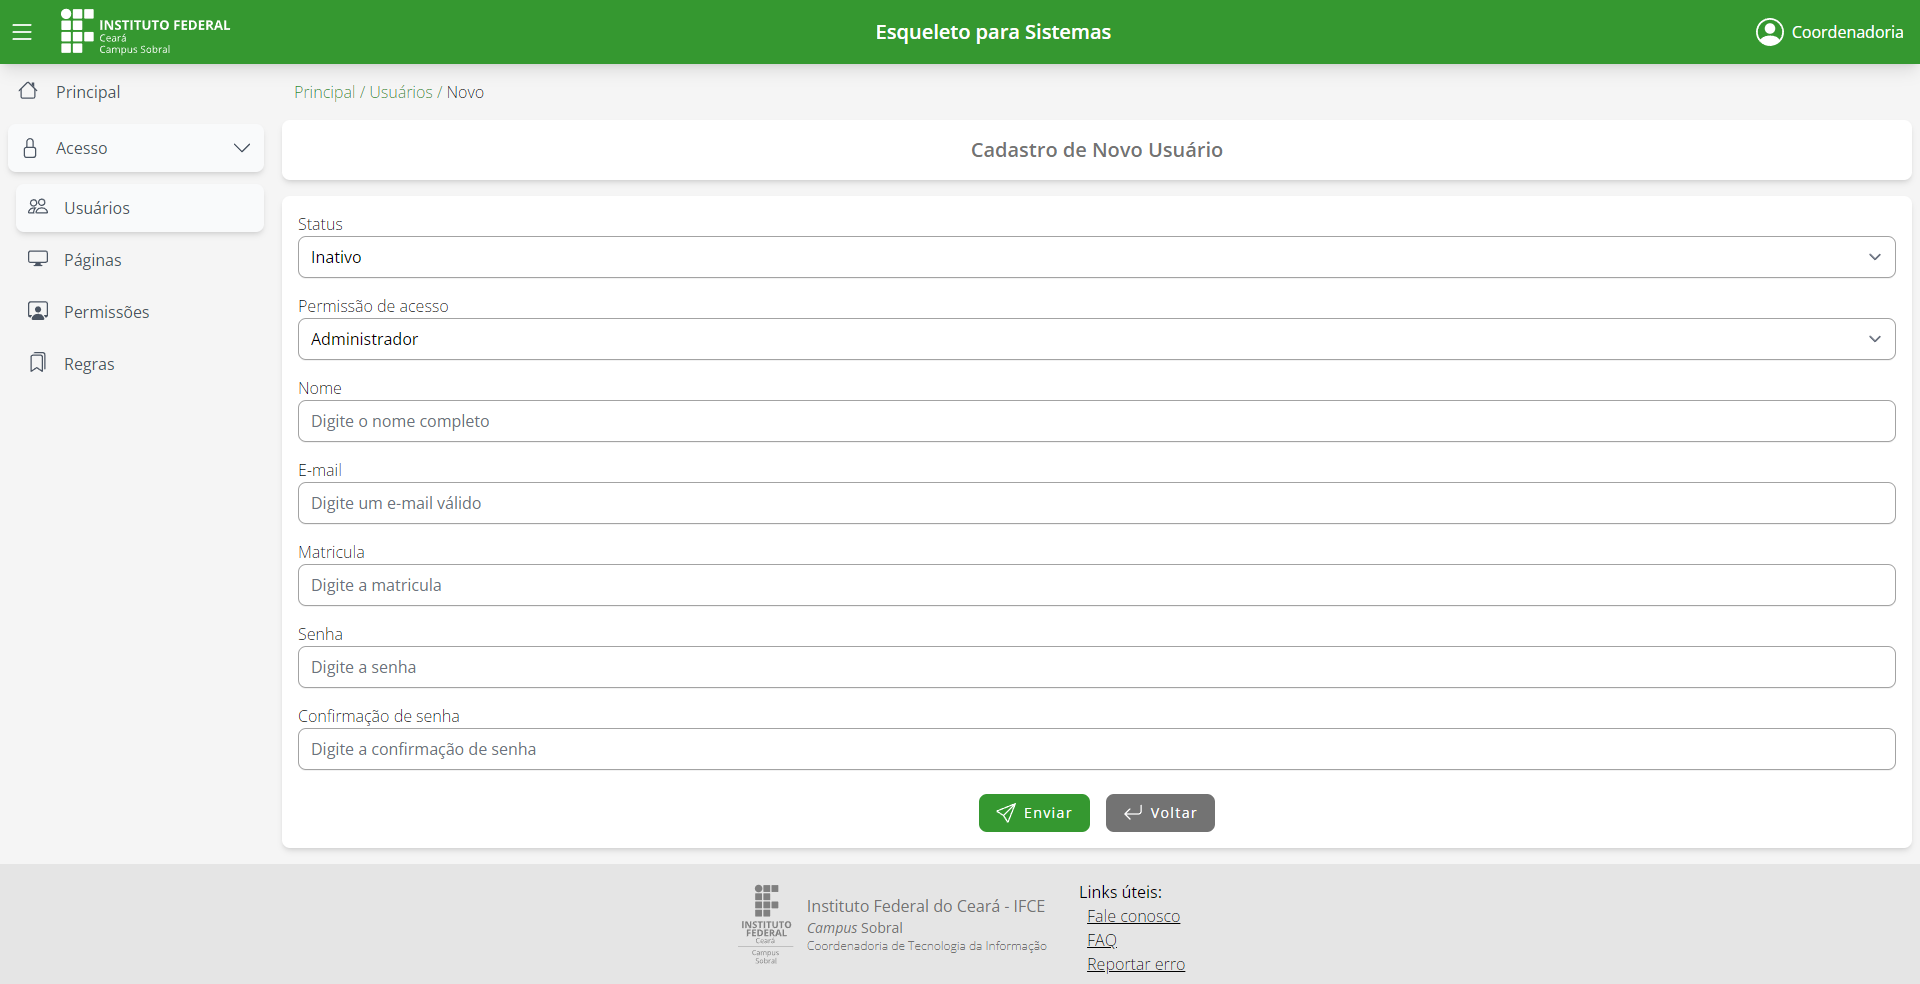 INSTITUTO FEDERAL
Ceará
Campus Sobral
Esqueleto para Sistemas
Coordenadoria
Principal
Acesso
Usuários
Páginas
Permissões
Regras
Principal / Usuários / Novo
Cadastro de Novo Usuário
Status
Inativo
Permissão de acesso
Administrador
Nome
Digite o nome completo
E-mail
Digite um e-mail válido
Matricula
Digite a matricula
Senha
Digite a senha
Confirmação de senha
Digite a confirmação de senha
Enviar
Voltar
INSTITUTO
FEDERAL
Ceará
Campus
Sobral
Instituto Federal do Ceará - IFCE
Campus Sobral
Coordenadoria de Tecnologia da Informação
Links úteis:
Fale conosco
FAQ
Reportar erro